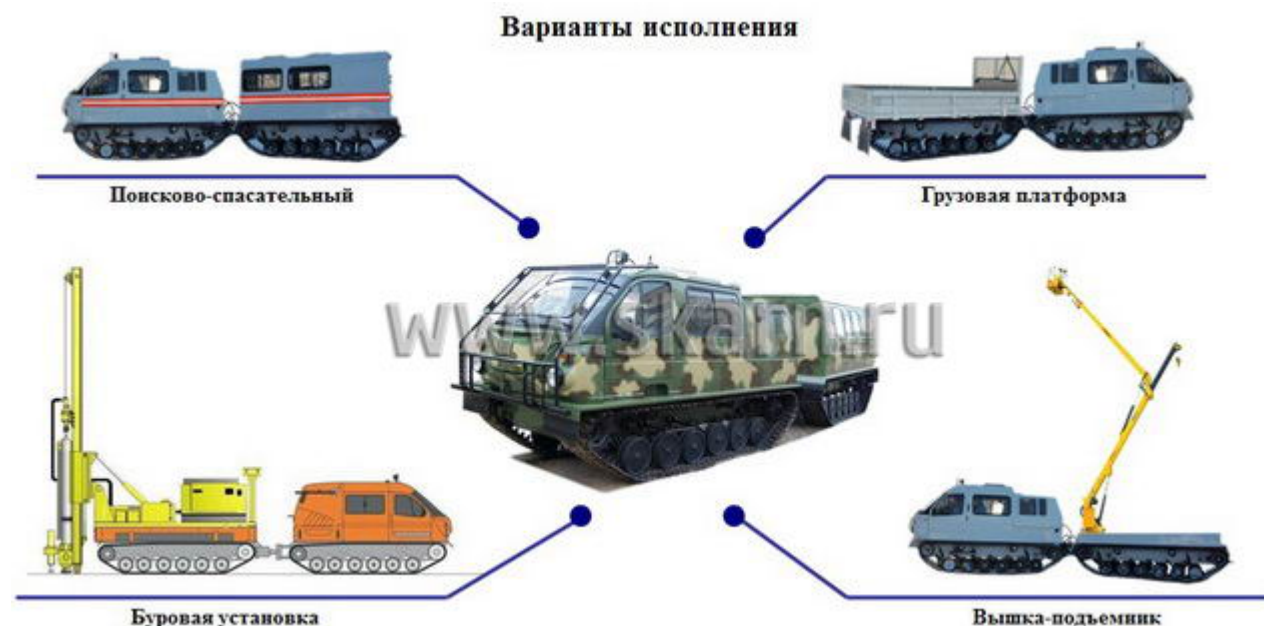 Варианты исполнения
Поисково-спасательный
Грузовая платформа
www.skam.ru
Буровая установка
Вышка-подъемник